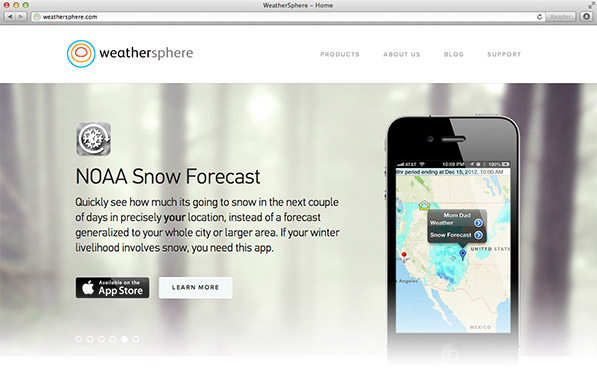 WeatherSphere – Home
weathersphere.com
Reader
weathersphere
PRODUCTS ABOUT US BLOG SUPPORT
NOAA Snow Forecast
Quickly see how much its going to snow in the next couple
of days in precisely your location, instead of a forecast
generalized to your whole city or larger area. If your winter
livelihood involves snow, you need this app.
Available on the
App Store
LEARN MORE
AT&T 10:59 PM 100%
hr period ending at Dec 15, 2012, 10:00 AM
Mom Dad
Weather
Snow Forecast
UNITED STAT
MEXICO